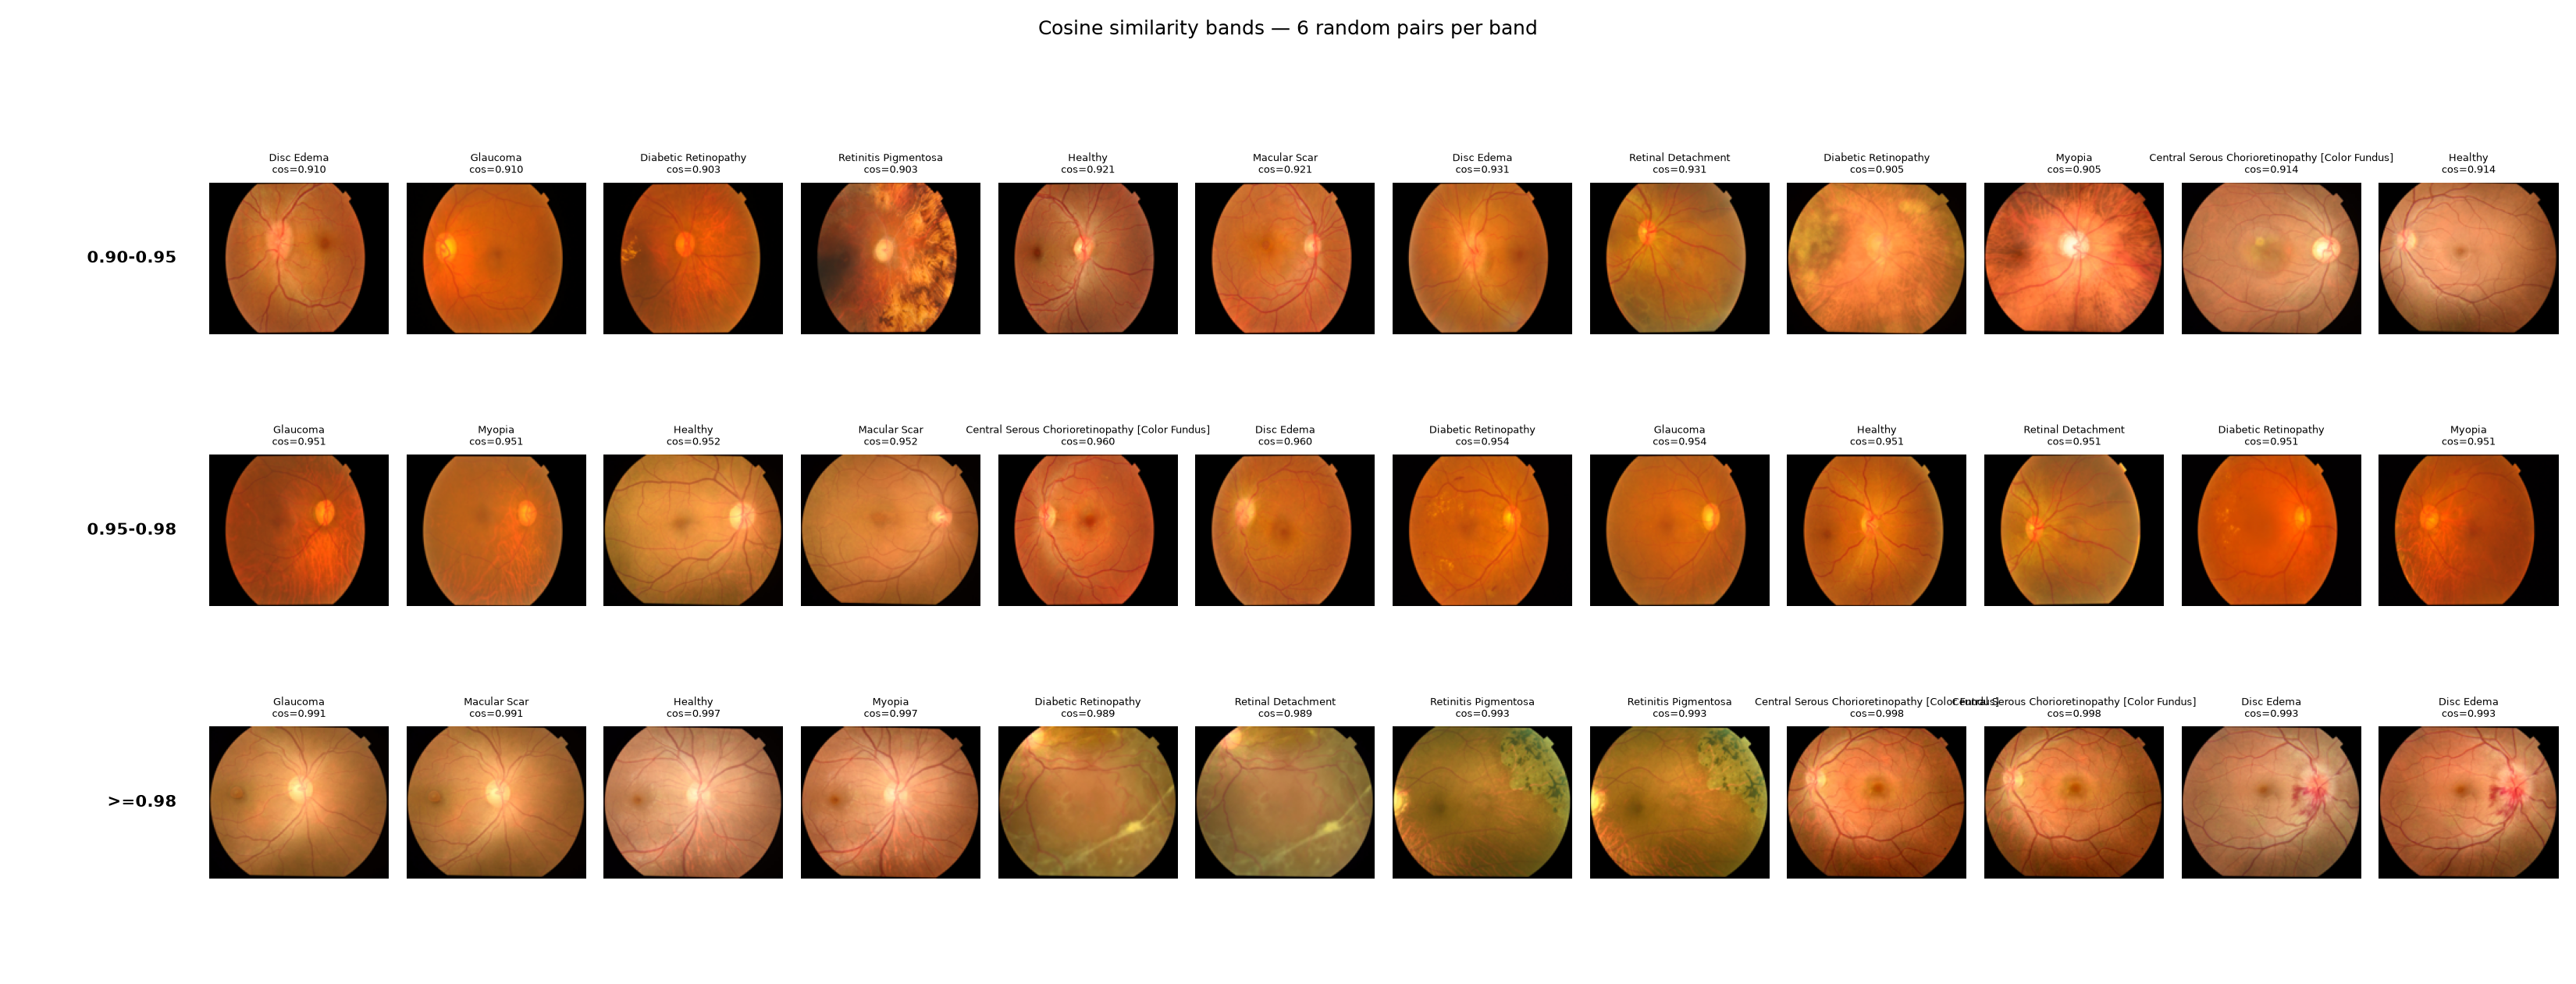 Cosine similarity bands — 6 random pairs per band
Disc Edema
cos=0.910
Glaucoma
cos=0.910
Diabetic Retinopathy
cos=0.903
Retinitis Pigmentosa
cos=0.903
Healthy
cos=0.921
Macular Scar
cos=0.921
Disc Edema
cos=0.931
Retinal Detachment
cos=0.931
Diabetic Retinopathy
cos=0.905
Myopia
cos=0.905
Central Serous Chorioretinopathy [Color Fundus]
cos=0.914
Healthy
cos=0.914
0.90-0.95
Glaucoma
cos=0.951
Myopia
cos=0.951
Healthy
cos=0.952
Macular Scar
cos=0.952
Central Serous Chorioretinopathy [Color Fundus]
cos=0.960
Disc Edema
cos=0.960
Diabetic Retinopathy
cos=0.954
Glaucoma
cos=0.954
Healthy
cos=0.951
Retinal Detachment
cos=0.951
Diabetic Retinopathy
cos=0.951
Myopia
cos=0.951
0.95-0.98
Glaucoma
cos=0.991
Macular Scar
cos=0.991
Healthy
cos=0.997
Myopia
cos=0.997
Diabetic Retinopathy
cos=0.989
Retinal Detachment
cos=0.989
Retinitis Pigmentosa
cos=0.993
Retinitis Pigmentosa
cos=0.993
Central Serous Chorioretinopathy [Color Fundus]
cos=0.998
Central Serous Chorioretinopathy [Color Fundus]
cos=0.998
Disc Edema
cos=0.993
Disc Edema
cos=0.993
>=0.98